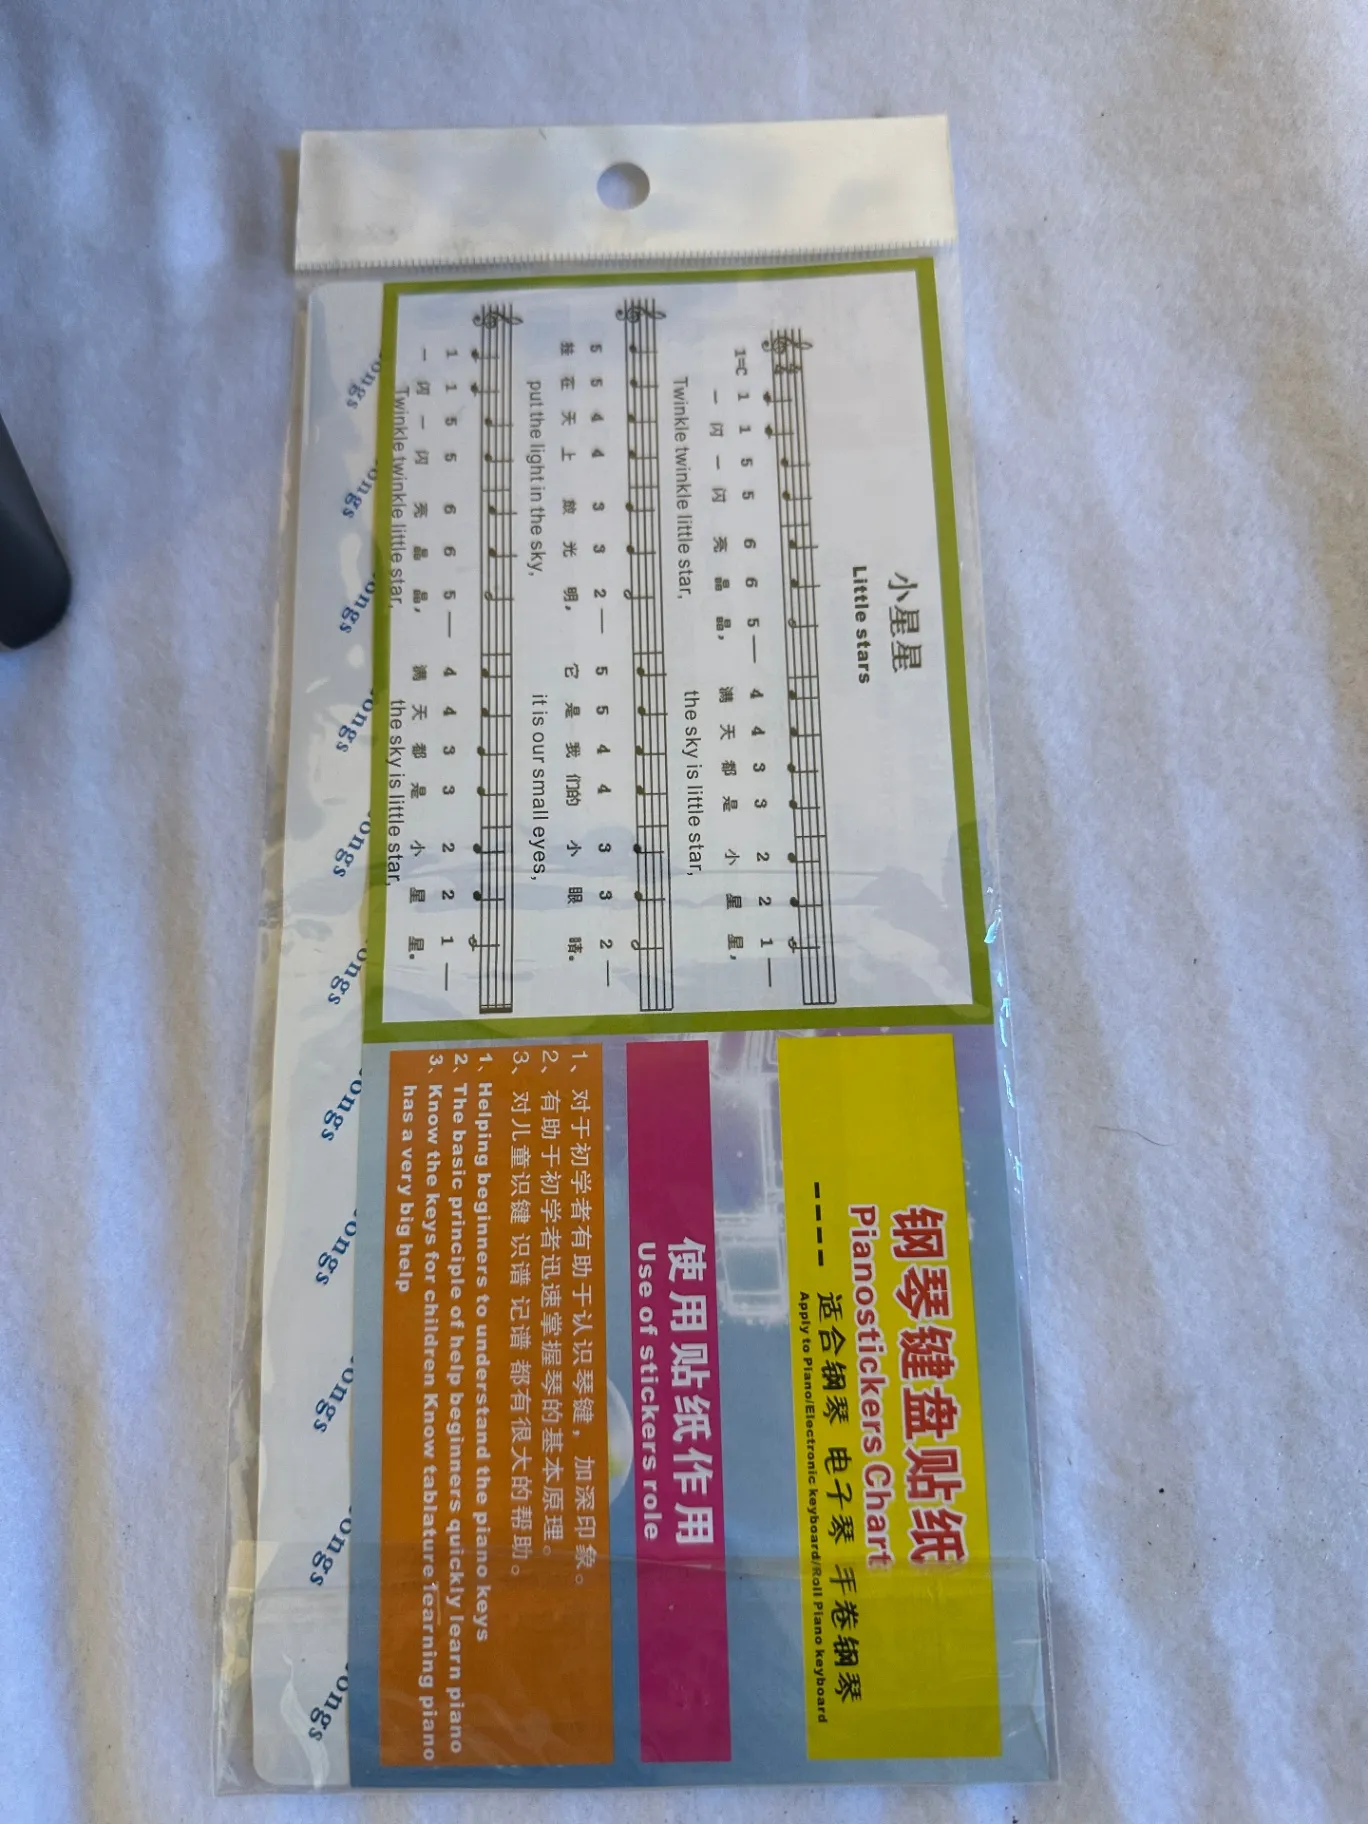 小星星
Little stars
1=C 1 1 5 5 6 6 5 — 4 4 3 3 2 2 1 —
一 闪 一 闪 亮 晶 晶, 满 天 都 是 小 星 星,
Twinkle twinkle little star, the sky is little star,
5 5 4 4 3 3 2 — 5 5 4 4 3 3 2 —
挂 在 天 上 放 光 明, 它 是 我 们的 小 眼 睛。
put the light in the sky, it is our small eyes,
1 1 5 5 6 6 5 — 4 4 3 3 2 2 1 —
一 闪 一 闪 亮 晶 晶, 满 天 都 是 小 星 星。
Twinkle twinkle little star, the sky is little star,
钢琴键盘贴纸
Pianostickers Chart
---- 适合钢琴 电子琴 手卷钢琴
Apply to Piano/Electronic keyboard/Roll Piano keyboard
使用贴纸作用
Use of stickers role
1、对于初学者有助于认识琴键，加深印象。
2、有助于初学者迅速掌握琴的基本原理。
3、对儿童识键 识谱 记谱 都有很大的帮助。
1、Helping beginners to understand the piano keys
2、The basic principle of help beginners quickly learn piano
3、Know the keys for children Know tablature learning piano
has a very big help
ongs
ongs
ongs
ongs
ongs
ongs
ongs
ongs
ongs
ongs